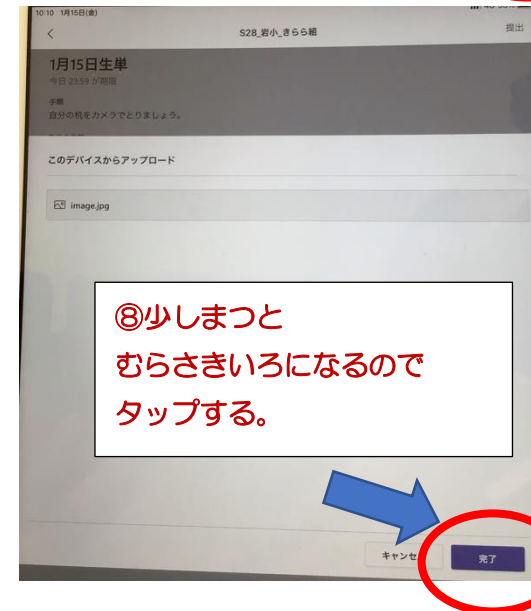 10:10 1月15日(金)
S28_岩小_きらら組
提出
1月15日生単
今日 23:59 が期限
手順
自分の机をカメラでとりましょう。
このデバイスからアップロード
image.jpg
⑧少しまつと
むらさきいろになるので
タップする。
キャンセ
完了